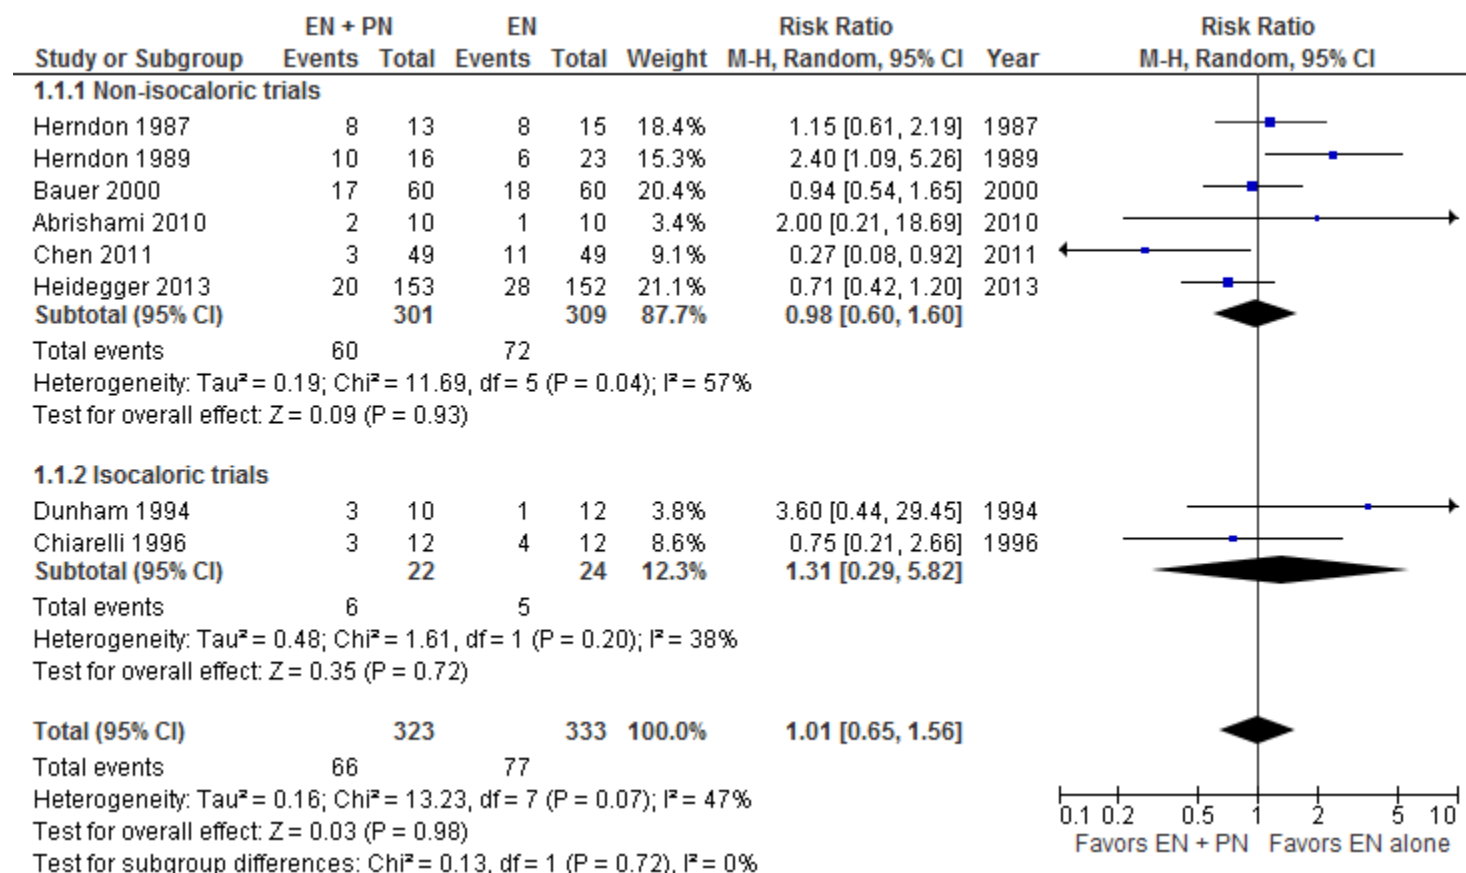 EN + PN EN Risk Ratio Risk Ratio
Study or Subgroup Events Total Events Total Weight M-H, Random, 95% CI Year M-H, Random, 95% CI
1.1.1 Non-isocaloric trials
Herndon 1987 8 13 8 15 18.4% 1.15 [0.61, 2.19] 1987
Herndon 1989 10 16 6 23 15.3% 2.40 [1.09, 5.26] 1989
Bauer 2000 17 60 18 60 20.4% 0.94 [0.54, 1.65] 2000
Abrishami 2010 2 10 1 10 3.4% 2.00 [0.21, 18.69] 2010
Chen 2011 3 49 11 49 9.1% 0.27 [0.08, 0.92] 2011
Heidegger 2013 20 153 28 152 21.1% 0.71 [0.42, 1.20] 2013
Subtotal (95% CI) 301 309 87.7% 0.98 [0.60, 1.60]
Total events 60 72
Heterogeneity: Tau² = 0.19; Chi² = 11.69, df = 5 (P = 0.04); I² = 57%
Test for overall effect: Z = 0.09 (P = 0.93)
1.1.2 Isocaloric trials
Dunham 1994 3 10 1 12 3.8% 3.60 [0.44, 29.45] 1994
Chiarelli 1996 3 12 4 12 8.6% 0.75 [0.21, 2.66] 1996
Subtotal (95% CI) 22 24 12.3% 1.31 [0.29, 5.82]
Total events 6 5
Heterogeneity: Tau² = 0.48; Chi² = 1.61, df = 1 (P = 0.20); I² = 38%
Test for overall effect: Z = 0.35 (P = 0.72)
Total (95% CI) 323 333 100.0% 1.01 [0.65, 1.56]
Total events 66 77
Heterogeneity: Tau² = 0.16; Chi² = 13.23, df = 7 (P = 0.07); I² = 47%
Test for overall effect: Z = 0.03 (P = 0.98)
Test for subgroup differences: Chi² = 0.13, df = 1 (P = 0.72), I² = 0%
0.1 0.2 0.5 1 2 5 10
Favors EN + PN Favors EN alone